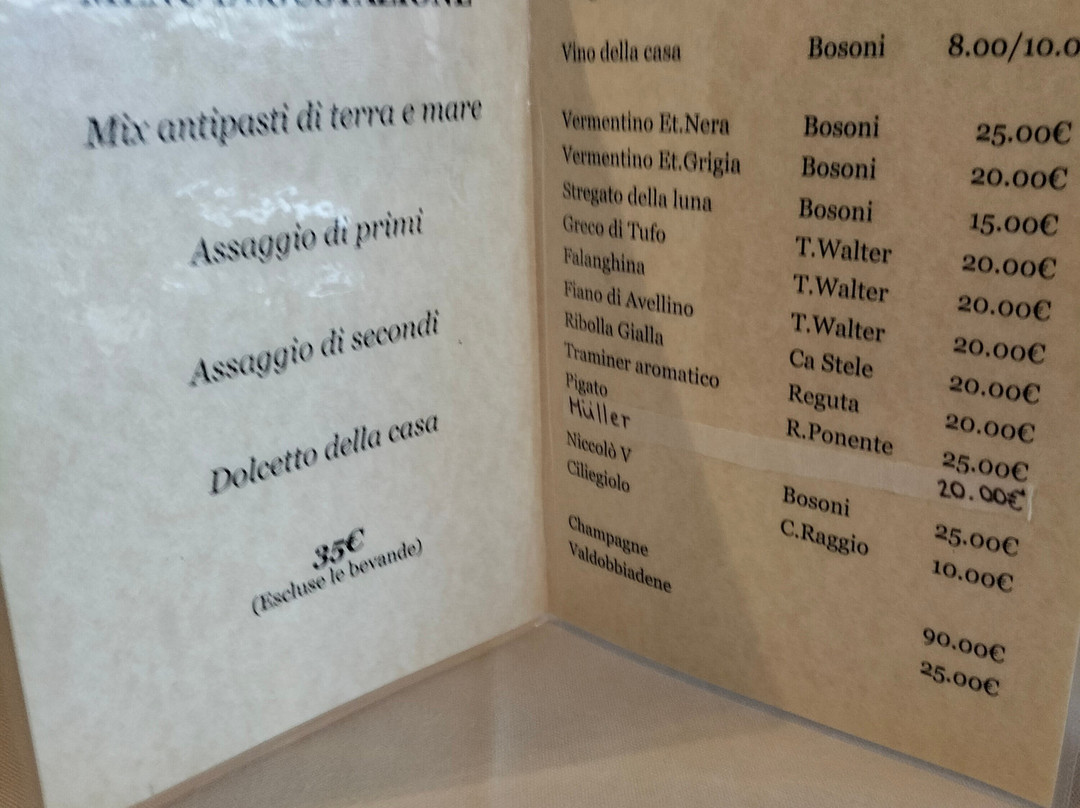 MENÙ DEGUSTAZIONE
Mix antipasti di terra e mare
Assaggio di primi
Assaggio di secondi
Dolcetto della casa
35€
(Escluse le bevande)
Vino della casa Bosoni 8.00/10.0
Vermentino Et.Nera Bosoni 25.00€
Vermentino Et.Grigia Bosoni 20.00€
Stregato della luna Bosoni 15.00€
Greco di Tufo T.Walter 20.00€
Falanghina T.Walter 20.00€
Fiano di Avellino T.Walter 20.00€
Ribolla Gialla Ca Stele 20.00€
Traminer aromatico Reguta 20.00€
Pigato R.Ponente 25.00€
Müller 20.00€
Niccolò V Bosoni 25.00€
Ciliegiolo C.Raggio 10.00€
Champagne 90.00€
Valdobbiadene 25.00€